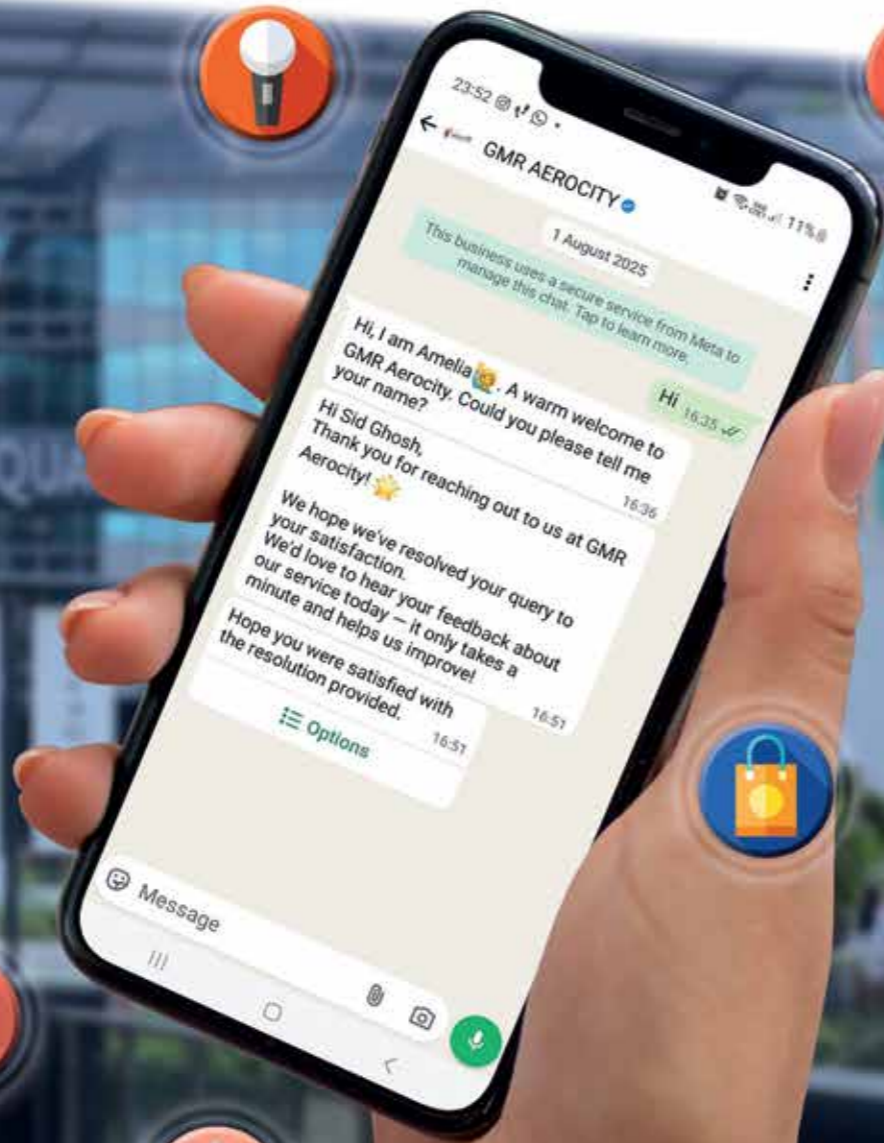 23:52
GMR AEROCITY
11%
1 August 2025
This business uses a secure service from Meta to
manage this chat. Tap to learn more.
Hi 16:35
Hi, I am Amelia🙋. A warm welcome to
GMR Aerocity. Could you please tell me
your name?
16:36
Hi Sid Ghosh,
Thank you for reaching out to us at GMR
Aerocity! 🌟
We hope we've resolved your query to
your satisfaction.
We'd love to hear your feedback about
our service today – it only takes a
minute and helps us improve!
16:51
Hope you were satisfied with
the resolution provided.
16:51
Options
Message
QUA